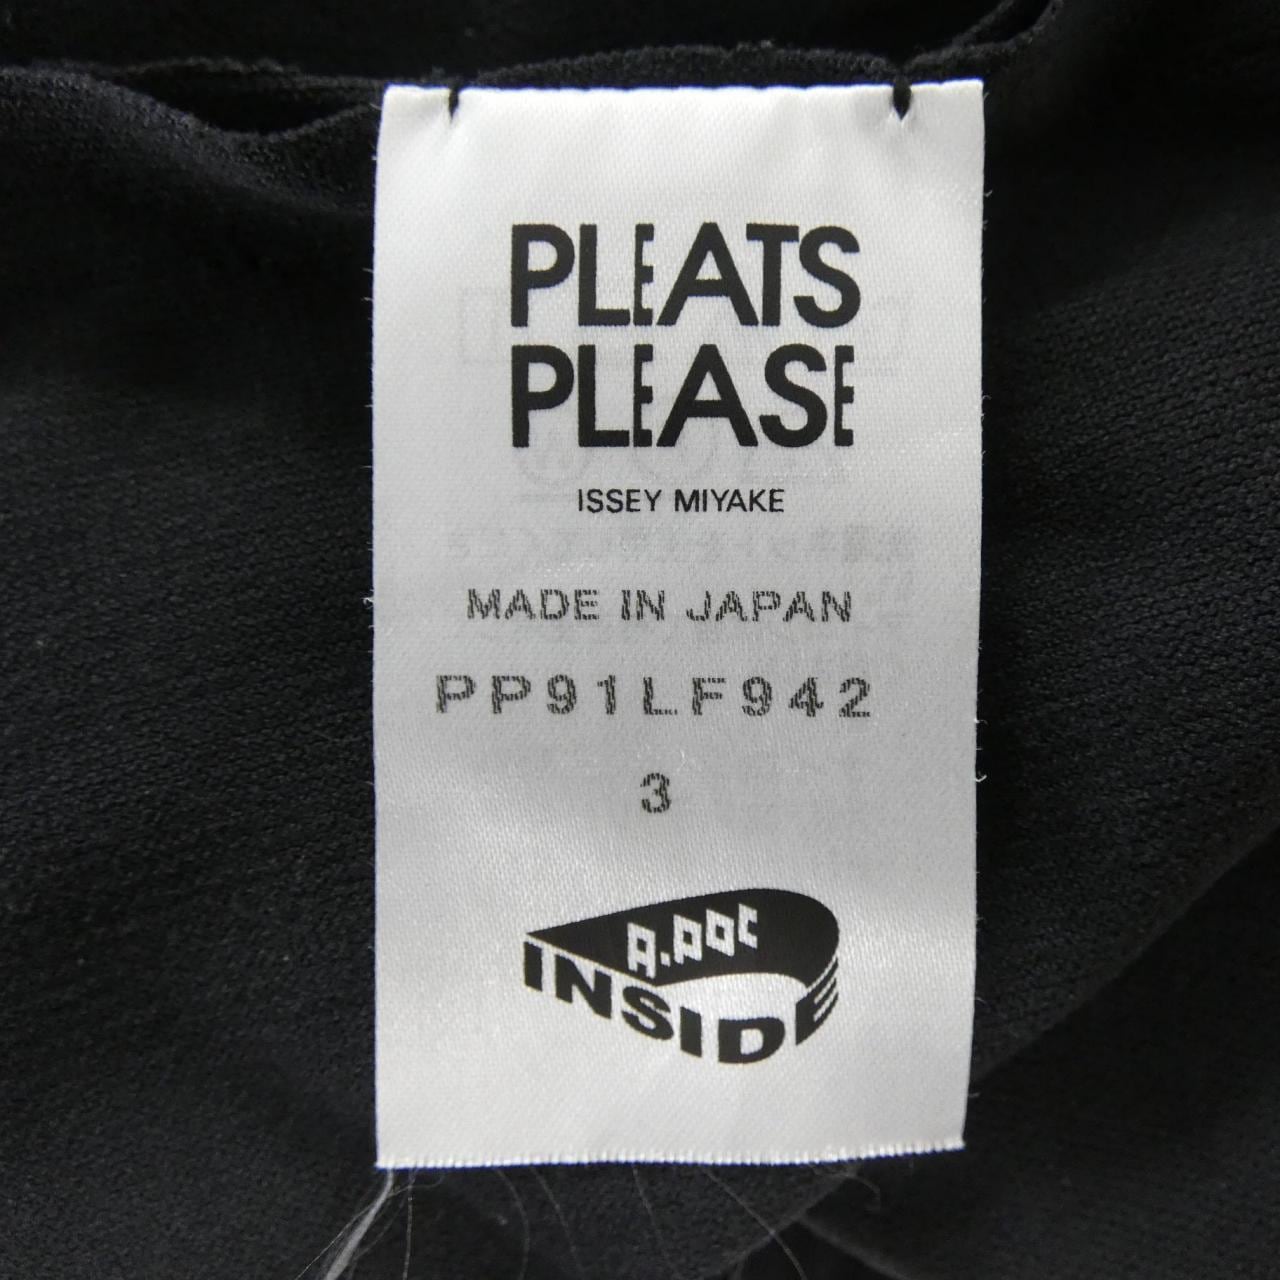 PLEATS
PLEASE
ISSEY MIYAKE
MADE IN JAPAN
PP91LF942
3
A.POC
INSIDE